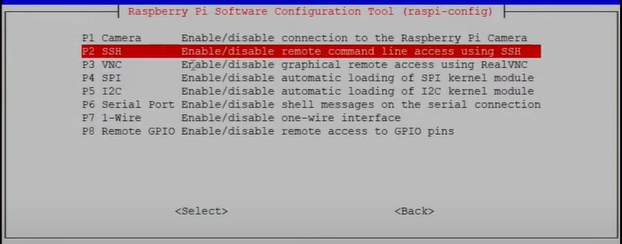 Raspberry Pi Software Configuration Tool (raspi-config)
P1 Camera Enable/disable connection to the Raspberry Pi Camera
P2 SSH Enable/disable remote command line access using SSH
P3 VNC Enable/disable graphical remote access using RealVNC
P4 SPI Enable/disable automatic loading of SPI kernel module
P5 I2C Enable/disable automatic loading of I2C kernel module
P6 Serial Port Enable/disable shell messages on the serial connection
P7 1-Wire Enable/disable one-wire interface
P8 Remote GPIO Enable/disable remote access to GPIO pins
<Select> <Back>